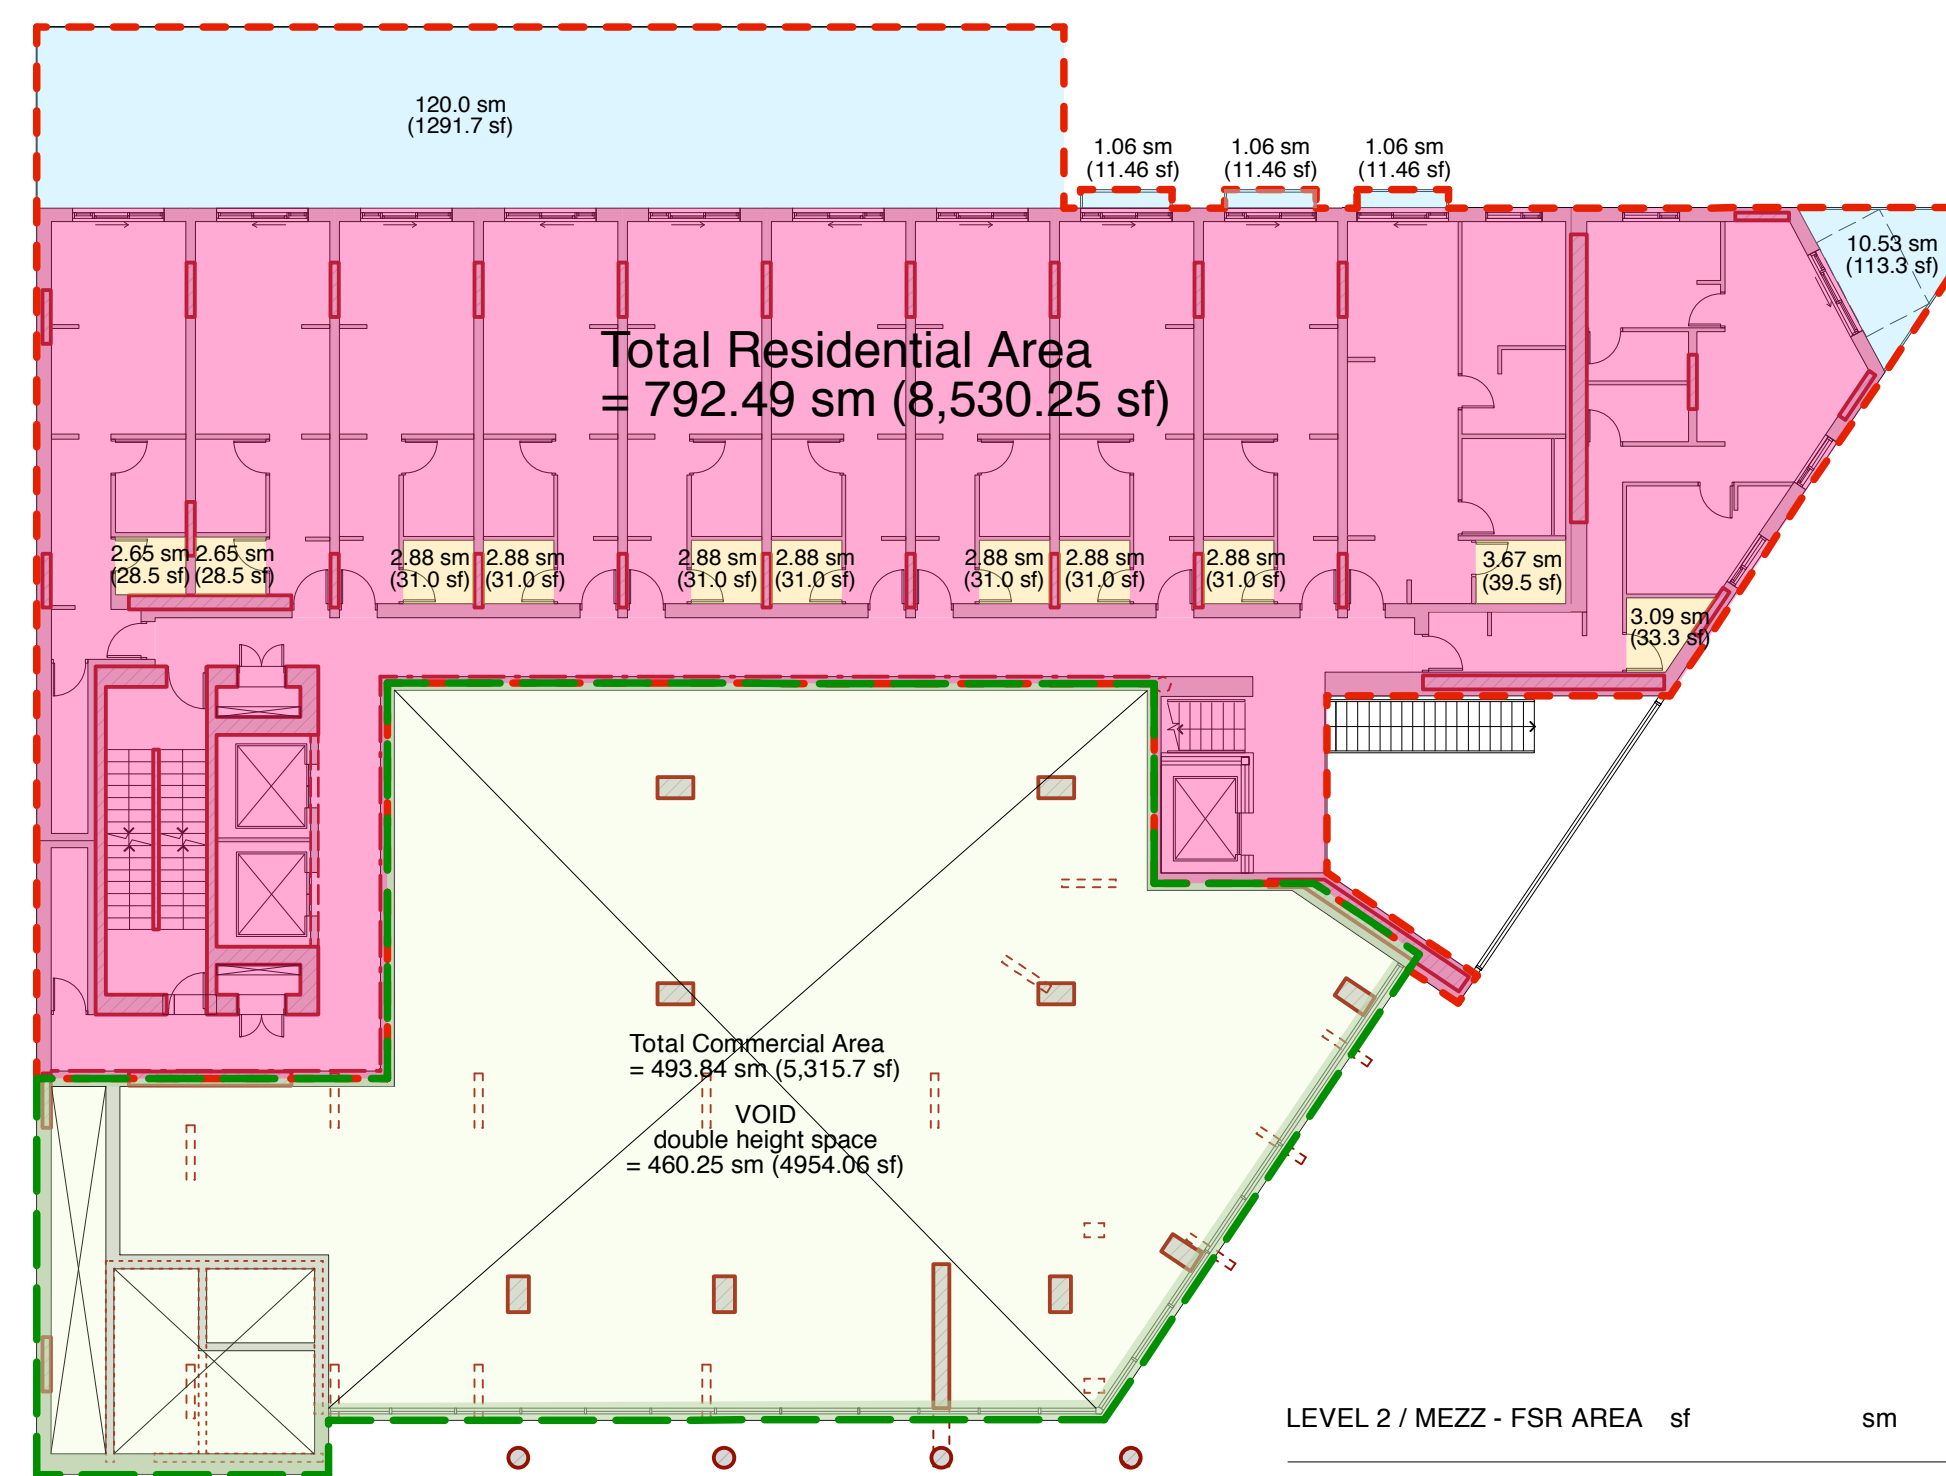 120.0 sm
(1291.7 sf)
1.06 sm
(11.46 sf)
1.06 sm
(11.46 sf)
1.06 sm
(11.46 sf)
10.53 sm
(113.3 sf)
Total Residential Area
= 792.49 sm (8,530.25 sf)
2.65 sm
(28.5 sf)
2.65 sm
(28.5 sf)
2.88 sm
(31.0 sf)
2.88 sm
(31.0 sf)
2.88 sm
(31.0 sf)
2.88 sm
(31.0 sf)
2.88 sm
(31.0 sf)
2.88 sm
(31.0 sf)
2.88 sm
(31.0 sf)
3.67 sm
(39.5 sf)
3.09 sm
(33.3 sf)
Total Commercial Area
= 493.84 sm (5,315.7 sf)
VOID
double height space
= 460.25 sm (4954.06 sf)
LEVEL 2 / MEZZ - FSR AREA sf sm